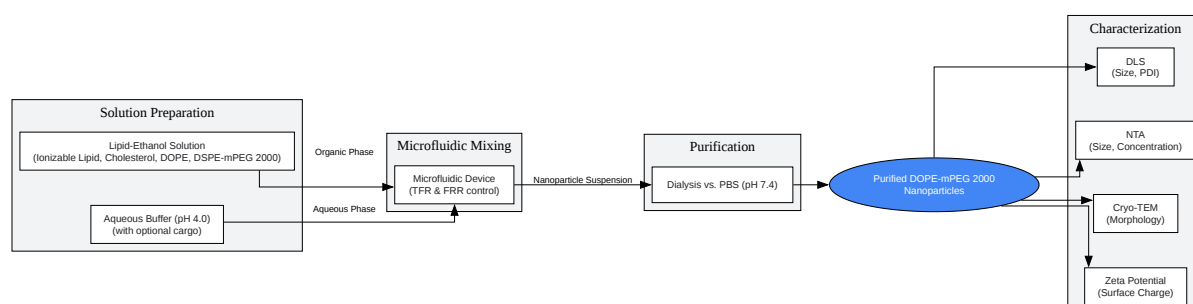 Solution Preparation
Lipid-Ethanol Solution
(Ionizable Lipid, Cholesterol, DOPE, DSPE-mPEG 2000)
Aqueous Buffer (pH 4.0)
(with optional cargo)
Organic Phase
Aqueous Phase
Microfluidic Mixing
Microfluidic Device
(TFR & FRR control)
Nanoparticle Suspension
Purification
Dialysis vs. PBS (pH 7.4)
Purified DOPE-mPEG 2000
Nanoparticles
Characterization
DLS
(Size, PDI)
NTA
(Size, Concentration)
Cryo-TEM
(Morphology)
Zeta Potential
(Surface Charge)